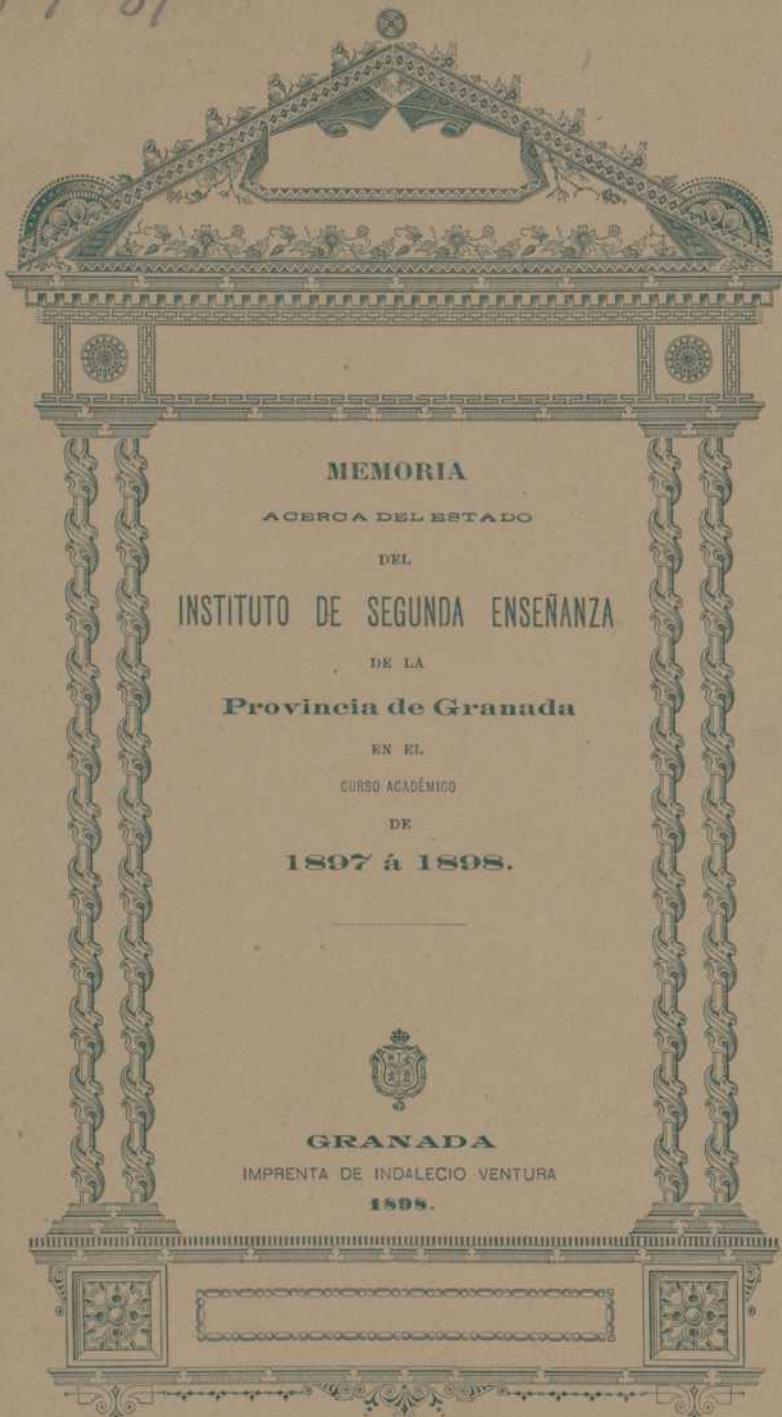 MEMORIA
ACERCA DEL ESTADO
DEL
INSTITUTO DE SEGUNDA ENSEÑANZA
DE LA
Provincia de Granada
EN EL
CURSO ACADÉMICO
DE
1897 á 1898.
GRANADA
IMPRENTA DE INDALECIO VENTURA
1898.